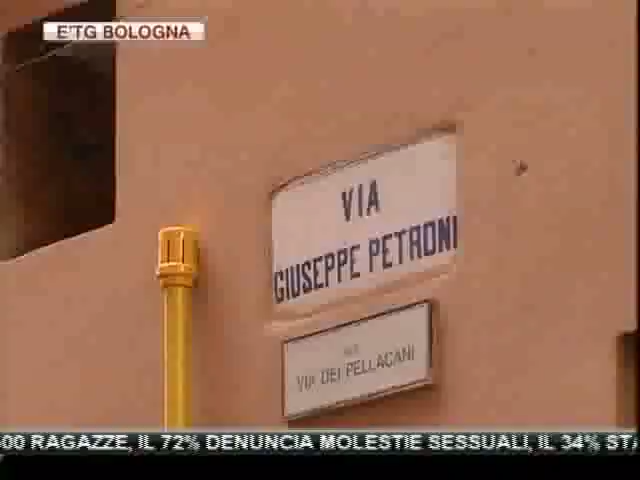 E'TG BOLOGNA
VIA
GIUSEPPE PETRONI
VIA DEI PELLACANI
00 RAGAZZE, IL 72% DENUNCIA MOLESTIE SESSUALI, IL 34% STA